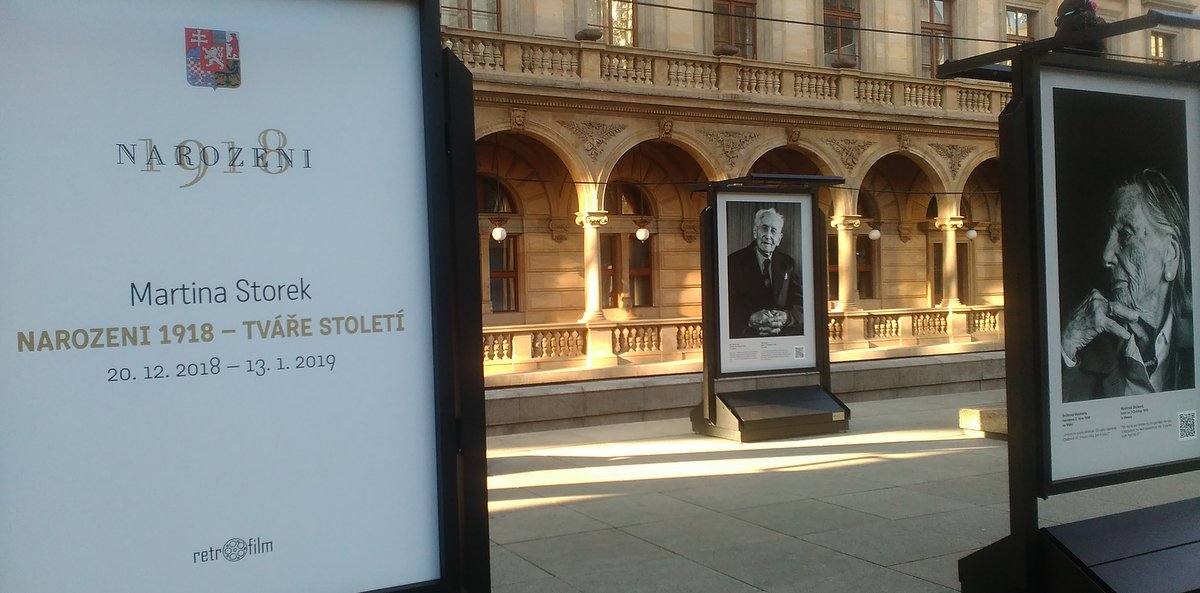 1918
NAROZENI
Martina Storek
NAROZENI 1918 – TVÁŘE STOLETÍ
20. 12. 2018 – 13. 1. 2019
retrofilm